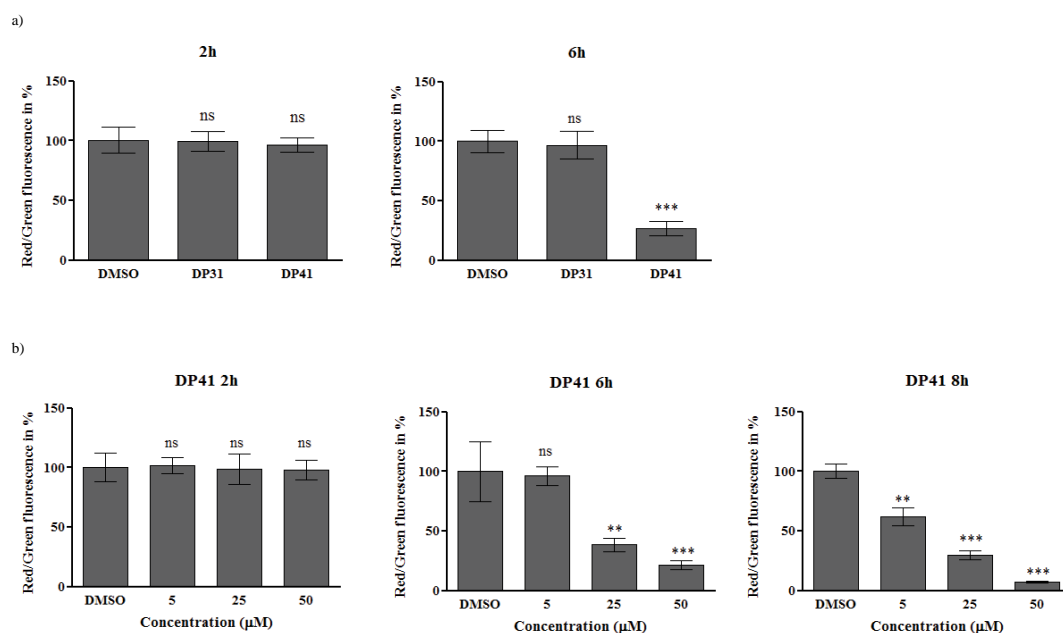 a)
2h
Red/Green fluorescence in %
150
100
50
0
ns
ns
DMSO
DP31
DP41
6h
Red/Green fluorescence in %
150
100
50
0
ns
***
DMSO
DP31
DP41
b)
DP41 2h
Red/Green fluorescence in %
150
100
50
0
ns
ns
ns
DMSO
5
25
50
Concentration (µM)
DP41 6h
Red/Green fluorescence in %
150
100
50
0
ns
**
***
DMSO
5
25
50
Concentration (µM)
DP41 8h
Red/Green fluorescence in %
150
100
50
0
**
***
***
DMSO
5
25
50
Concentration (µM)